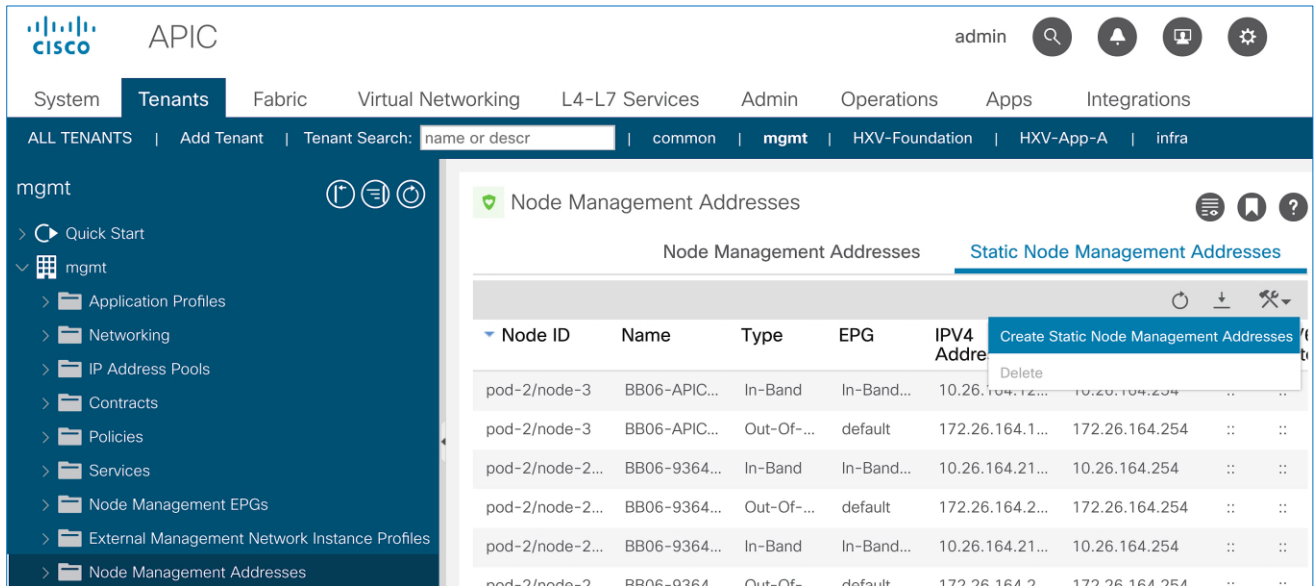 CISCO APIC admin
System Tenants Fabric Virtual Networking L4-L7 Services Admin Operations Apps Integrations
ALL TENANTS | Add Tenant | Tenant Search: name or descr | common | mgmt | HXV-Foundation | HXV-App-A | infra
mgmt
Quick Start
mgmt
Application Profiles
Networking
IP Address Pools
Contracts
Policies
Services
Node Management EPGs
External Management Network Instance Profiles
Node Management Addresses
Node Management Addresses
Node Management Addresses Static Node Management Addresses
Node ID Name Type EPG IPV4
Addre
Create Static Node Management Addresses
Delete
pod-2/node-3 BB06-APIC... In-Band In-Band... :: ::
pod-2/node-3 BB06-APIC... Out-Of-... default 172.26.164.1... 172.26.164.254 :: ::
pod-2/node-2... BB06-9364... In-Band In-Band... 10.26.164.21... 10.26.164.254 :: ::
pod-2/node-2... BB06-9364... Out-Of-... default 172.26.164.2... 172.26.164.254 :: ::
pod-2/node-2... BB06-9364... In-Band In-Band... 10.26.164.21... 10.26.164.254 :: ::